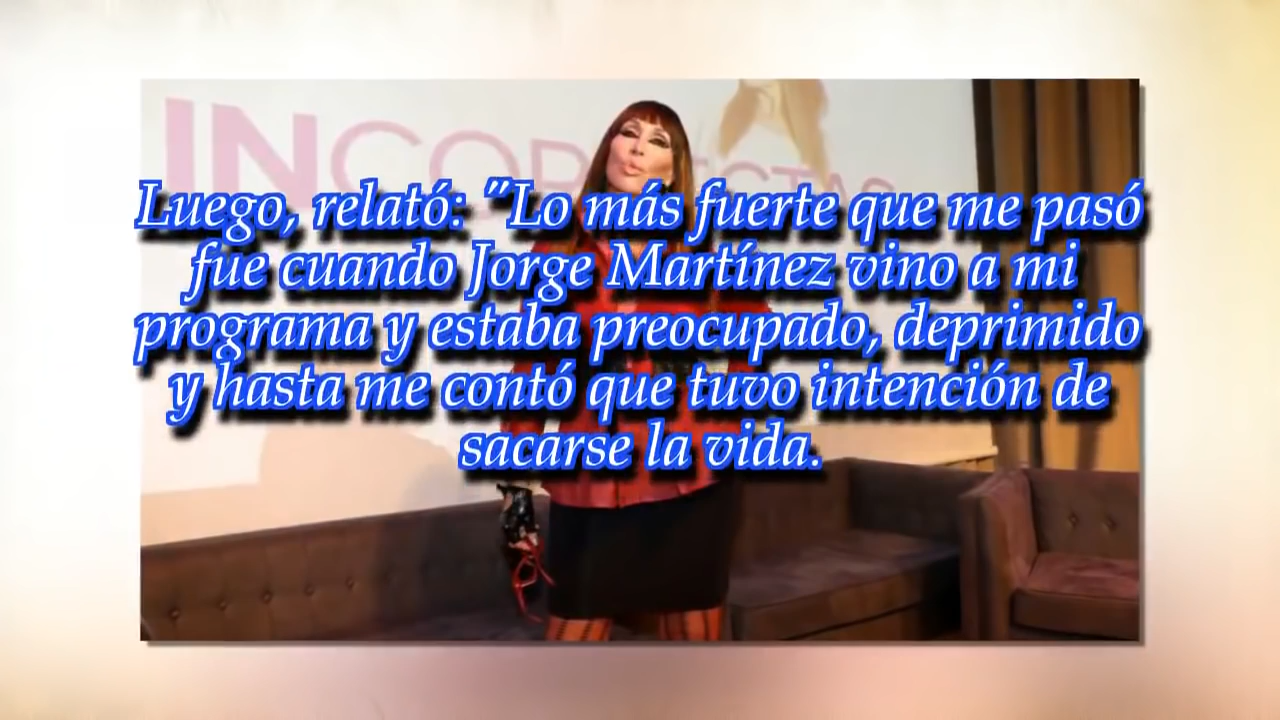 INCORRECTAS
Luego, relató: "Lo más fuerte que me pasó
fue cuando Jorge Martínez vino a mi
programa y estaba preocupado, deprimido
y hasta me contó que tuvo intención de
sacarse la vida.